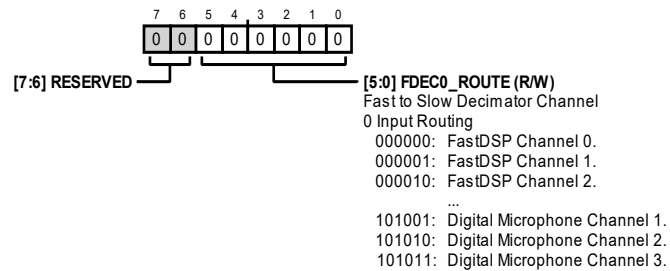 7 6 5 4 3 2 1 0
0 0 0 0 0 0 0 0
[7:6] RESERVED
[5:0] FDEC0_ROUTE (R/W)
Fast to Slow Decimator Channel
0 Input Routing
000000: FastDSP Channel 0.
000001: FastDSP Channel 1.
000010: FastDSP Channel 2.
...
101001: Digital Microphone Channel 1.
101010: Digital Microphone Channel 2.
101011: Digital Microphone Channel 3.